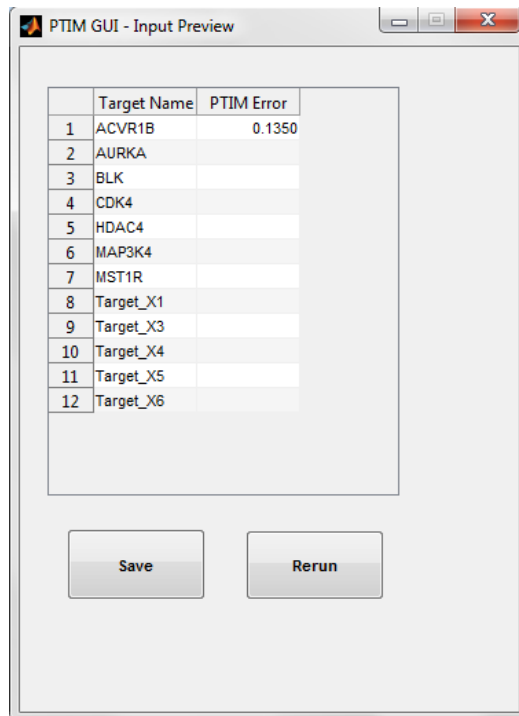 PTIM GUI - Input Preview
Target Name PTIM Error
1 ACVR1B 0.1350
2 AURKA
3 BLK
4 CDK4
5 HDAC4
6 MAP3K4
7 MST1R
8 Target_X1
9 Target_X3
10 Target_X4
11 Target_X5
12 Target_X6
Save Rerun